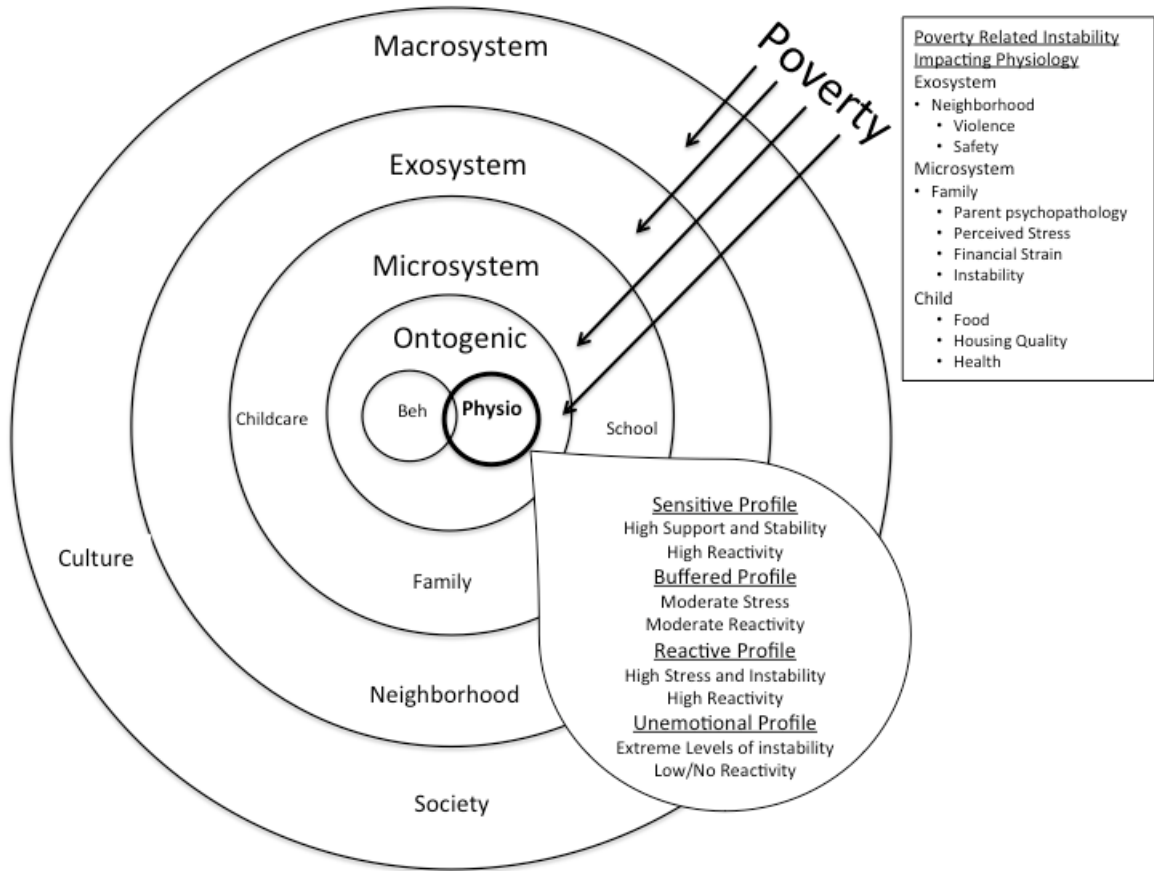 Macrosystem
Exosystem
Microsystem
Ontogenic
Beh
Physio
Childcare
School
Family
Culture
Neighborhood
Society
Poverty
Poverty Related Instability
Impacting Physiology
Exosystem
• Neighborhood
• Violence
• Safety
Microsystem
• Family
• Parent psychopathology
• Perceived Stress
• Financial Strain
• Instability
Child
• Food
• Housing Quality
• Health
Sensitive Profile
High Support and Stability
High Reactivity
Buffered Profile
Moderate Stress
Moderate Reactivity
Reactive Profile
High Stress and Instability
High Reactivity
Unemotional Profile
Extreme Levels of instability
Low/No Reactivity